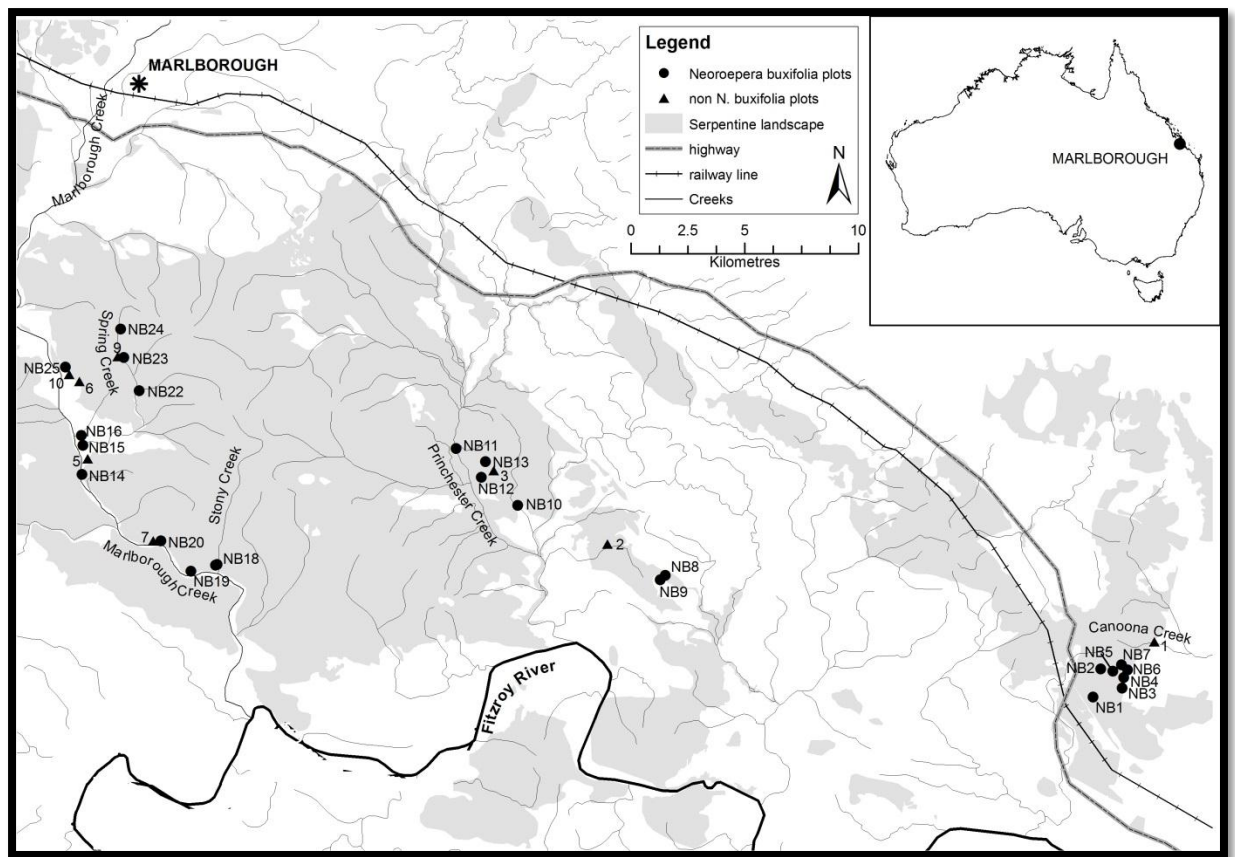 MARLBOROUGH
Marlborough Creek
Legend
Neoroepera buxifolia plots
non N. buxifolia plots
Serpentine landscape
highway
railway line
Creeks
N
0 2.5 5 10
Kilometres
MARLBOROUGH
Spring Creek
NB24
9
NB23
NB25
10
6
NB22
NB16
NB15
5
NB14
Stony Creek
7
NB20
NB18
NB19
Marlborough Creek
NB11
NB13
3
NB12
NB10
Princhester Creek
2
NB8
NB9
Fitzroy River
Canoona Creek
1
NB5
NB7
NB2
NB6
NB4
NB3
NB1